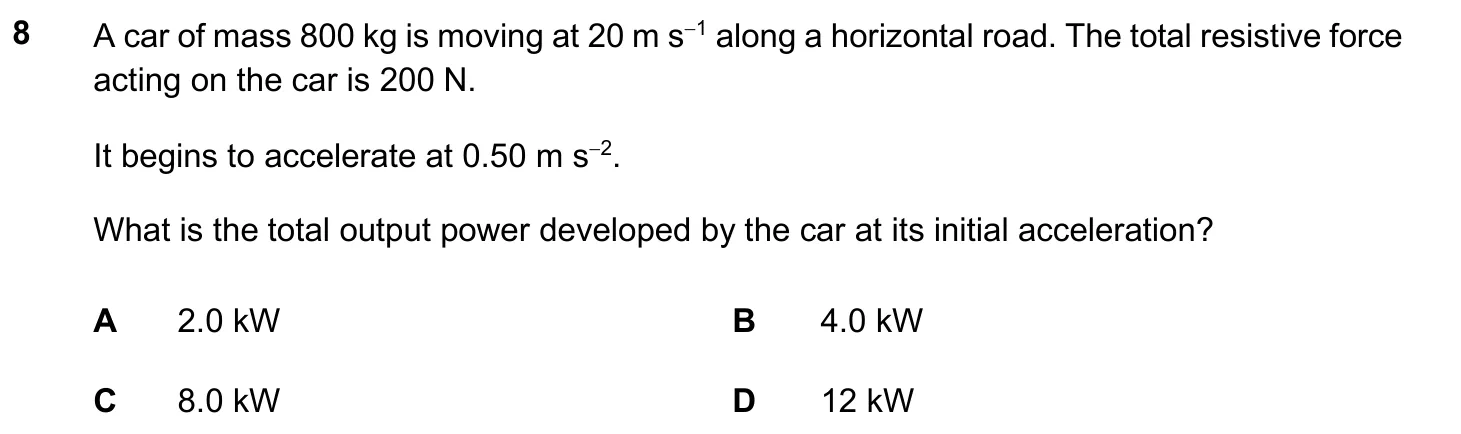 8 A car of mass 800 kg is moving at 20 m s⁻¹ along a horizontal road. The total resistive force
acting on the car is 200 N.
It begins to accelerate at 0.50 m s⁻².
What is the total output power developed by the car at its initial acceleration?
A 2.0 kW B 4.0 kW
C 8.0 kW D 12 kW